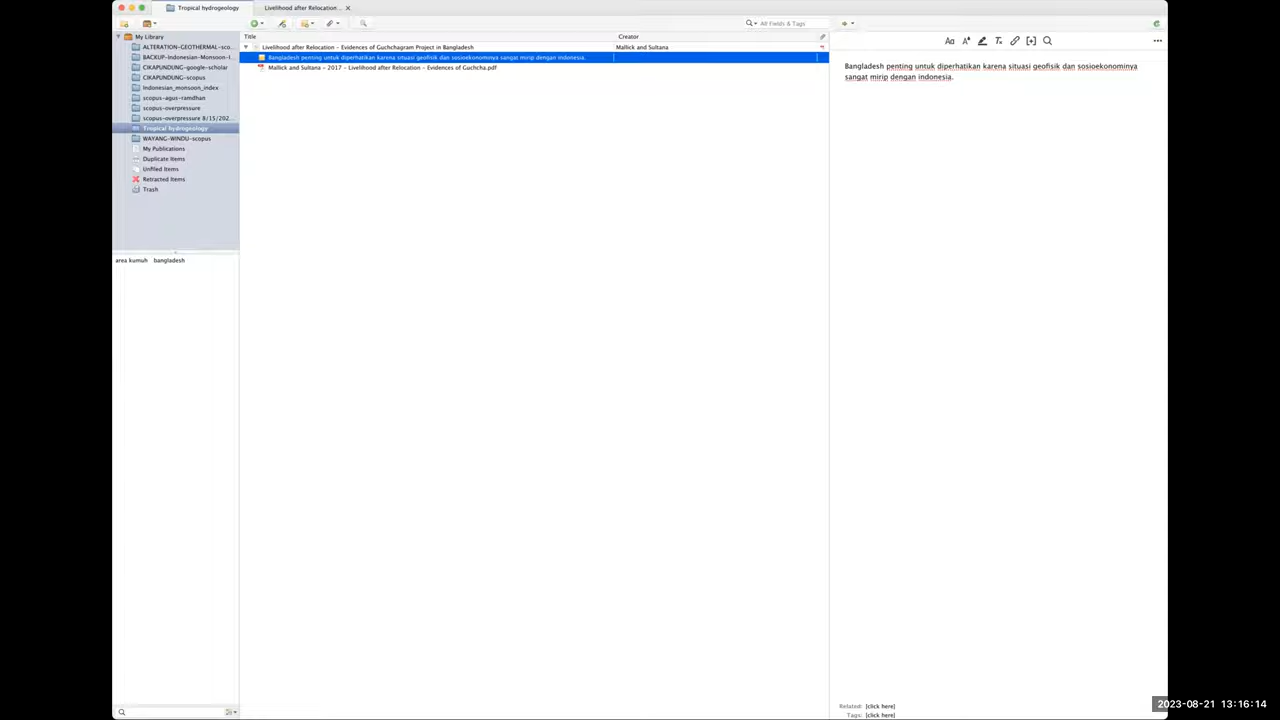 Tropical hydrogeology
Livelihood after Relocation
All Fields & Tags
My Library
Title
Creator
ALTERATION-GEOTHERMAL-sco...
Livelihood after Relocation - Evidences of Guchchagram Project in Bangladesh
Mallick and Sultana
BACKUP-Indonesian-Monsoon-I...
Bangladesh penting untuk diperhatikan karena situasi geofisik dan sosioekonominya sangat mirip dengan indonesia.
CIKAPUNDUNG-google-scholar
Mallick and Sultana - 2017 - Livelihood after Relocation - Evidences of Guchcha.pdf
CIKAPUNDUNG-scopus
Indonesian_monsoon_index
scopus-agus-ramdhan
scopus-overpressure
scopus-overpressure 8/15/202...
Tropical hydrogeology
WAYANG-WINDU-scopus
My Publications
Duplicate Items
Unfiled Items
Retracted Items
Trash
area kumuh bangladesh
Aa
Bangladesh penting untuk diperhatikan karena situasi geofisik dan sosioekonominya
sangat mirip dengan indonesia.
Related: [click here]
Tags: [click here]
2023-08-21 13:16:14